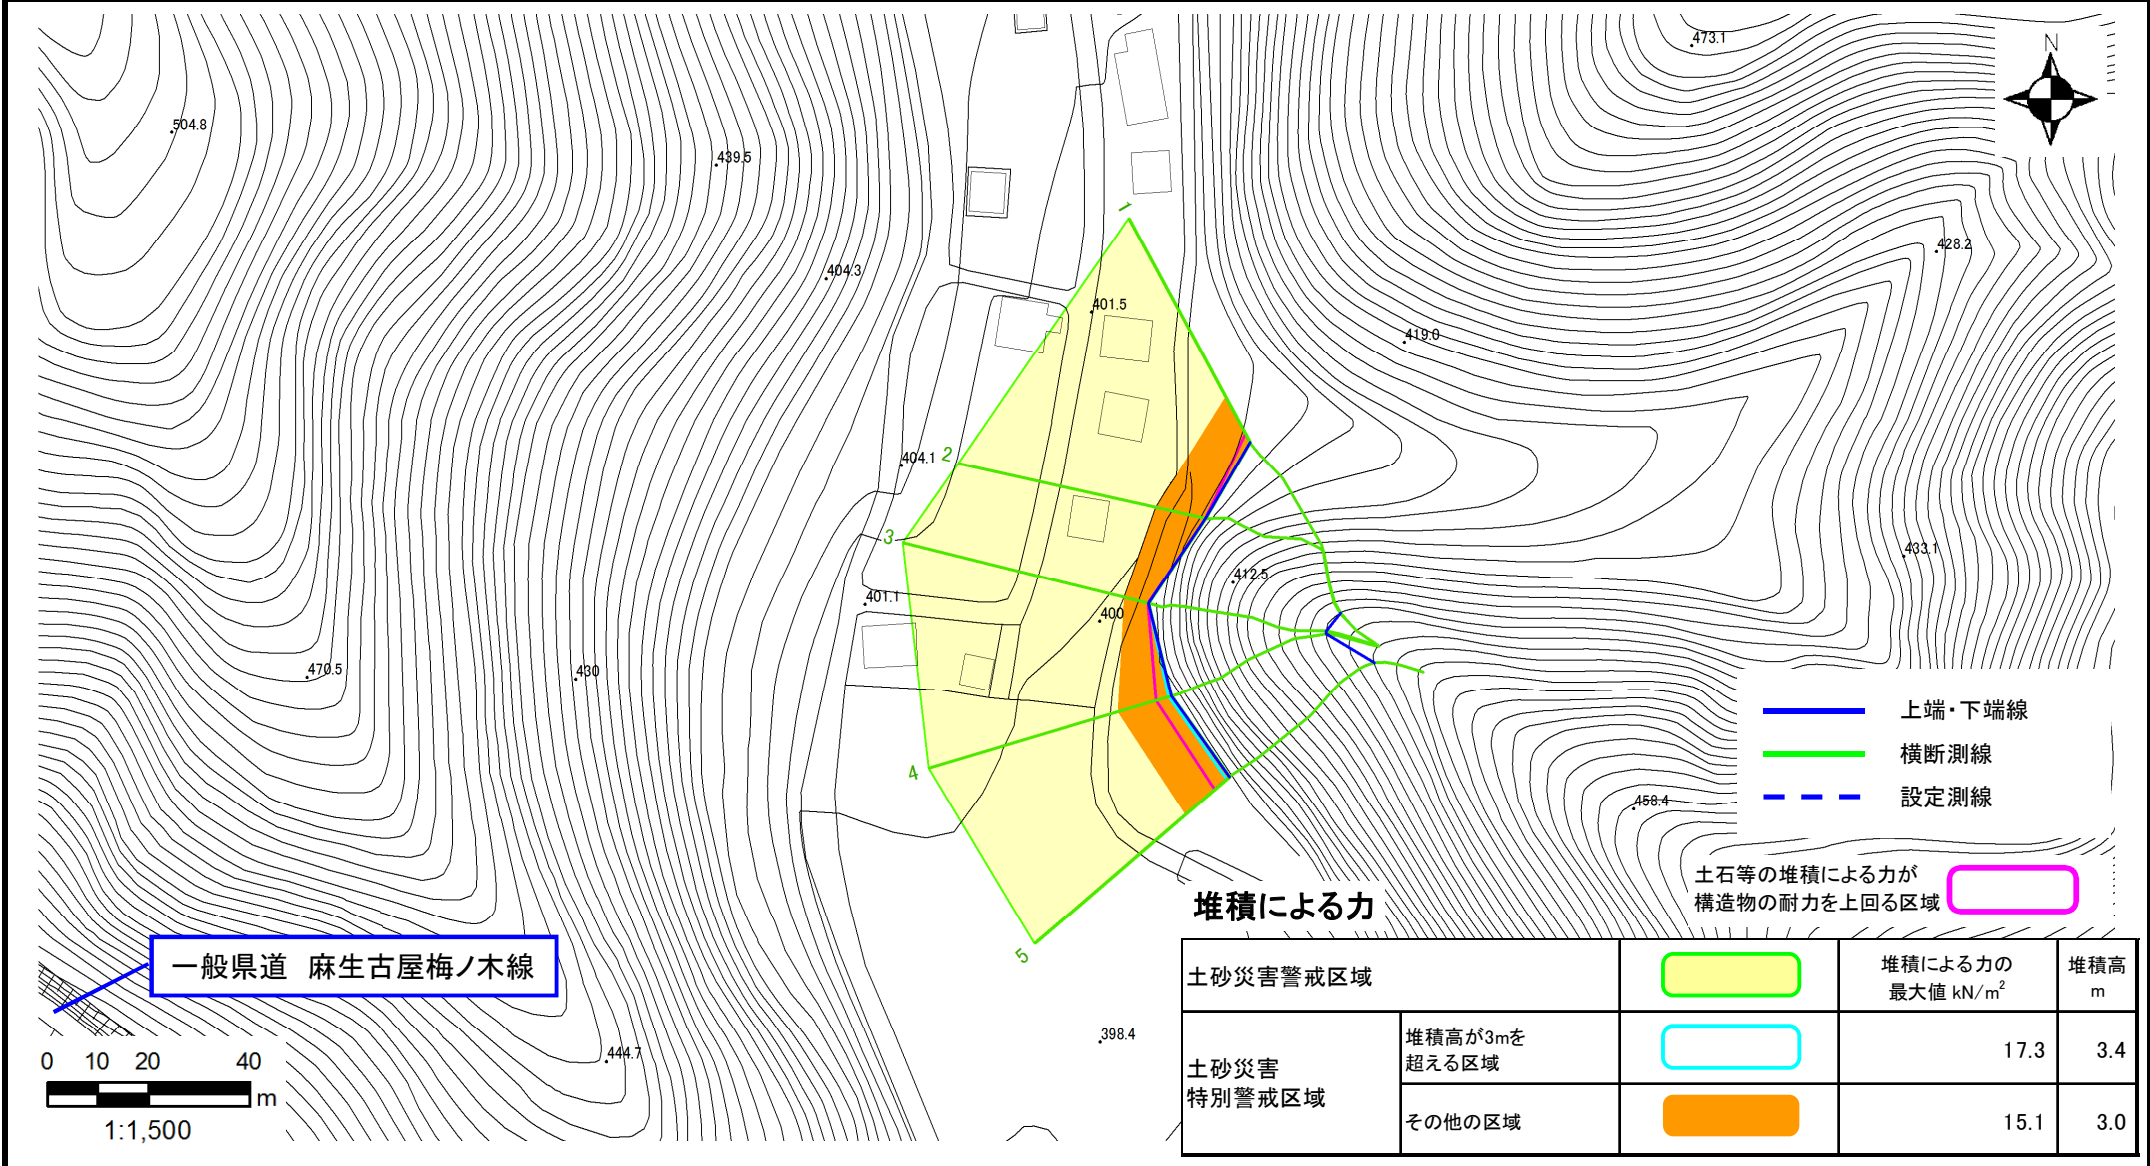 473.1
N
504.8
439.5
1
428.2
404.3
401.5
419.0
2
404.1
3
433.1
412.5
401.1
400
470.5
430
上端・下端線
4
横断測線
設定測線
458.4
土石等の堆積による力が
構造物の耐力を上回る区域
堆積による力
5
一般県道 麻生古屋梅ノ木線
土砂災害警戒区域
堆積による力の
最大値 kN/m²
堆積高
m
398.4
444.7
土砂災害
特別警戒区域
堆積高が3mを
超える区域
17.3 3.4
その他の区域
15.1 3.0
0 10 20 40
m
1:1,500